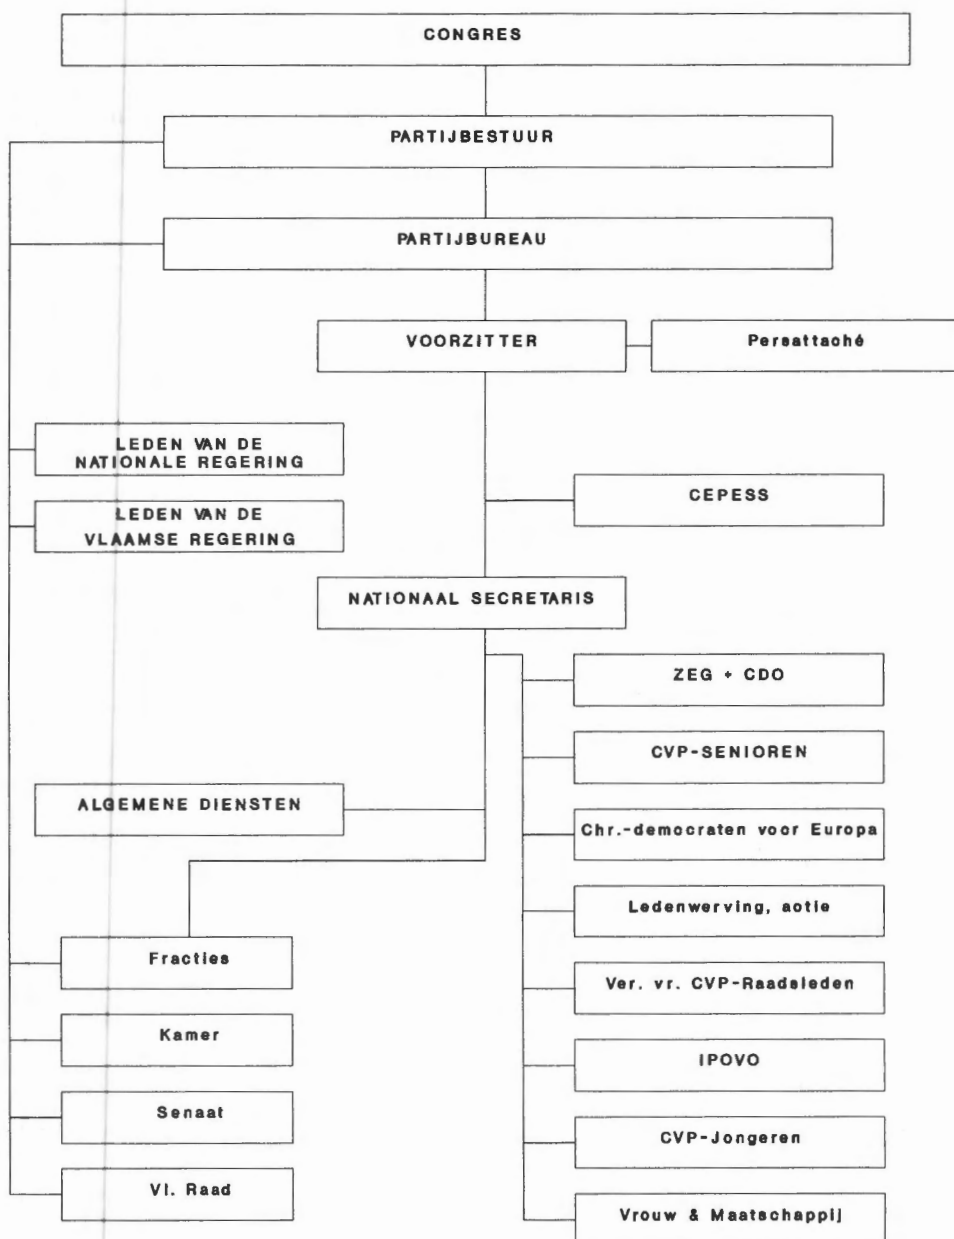 CONGRES
PARTIJBESTUUR
PARTIJBUREAU
VOORZITTER
Persattaché
LEDEN VAN DE
NATIONALE REGERING
CEPESS
LEDEN VAN DE
VLAAMSE REGERING
NATIONAAL SECRETARIS
ZEG + CDO
CVP-SENIOREN
ALGEMENE DIENSTEN
Chr.-democraten voor Europa
Ledenwerving, actie
Fracties
Ver. vr. CVP-Raadsleden
Kamer
IPOVO
Senaat
CVP-Jongeren
Vl. Raad
Vrouw & Maatschappij